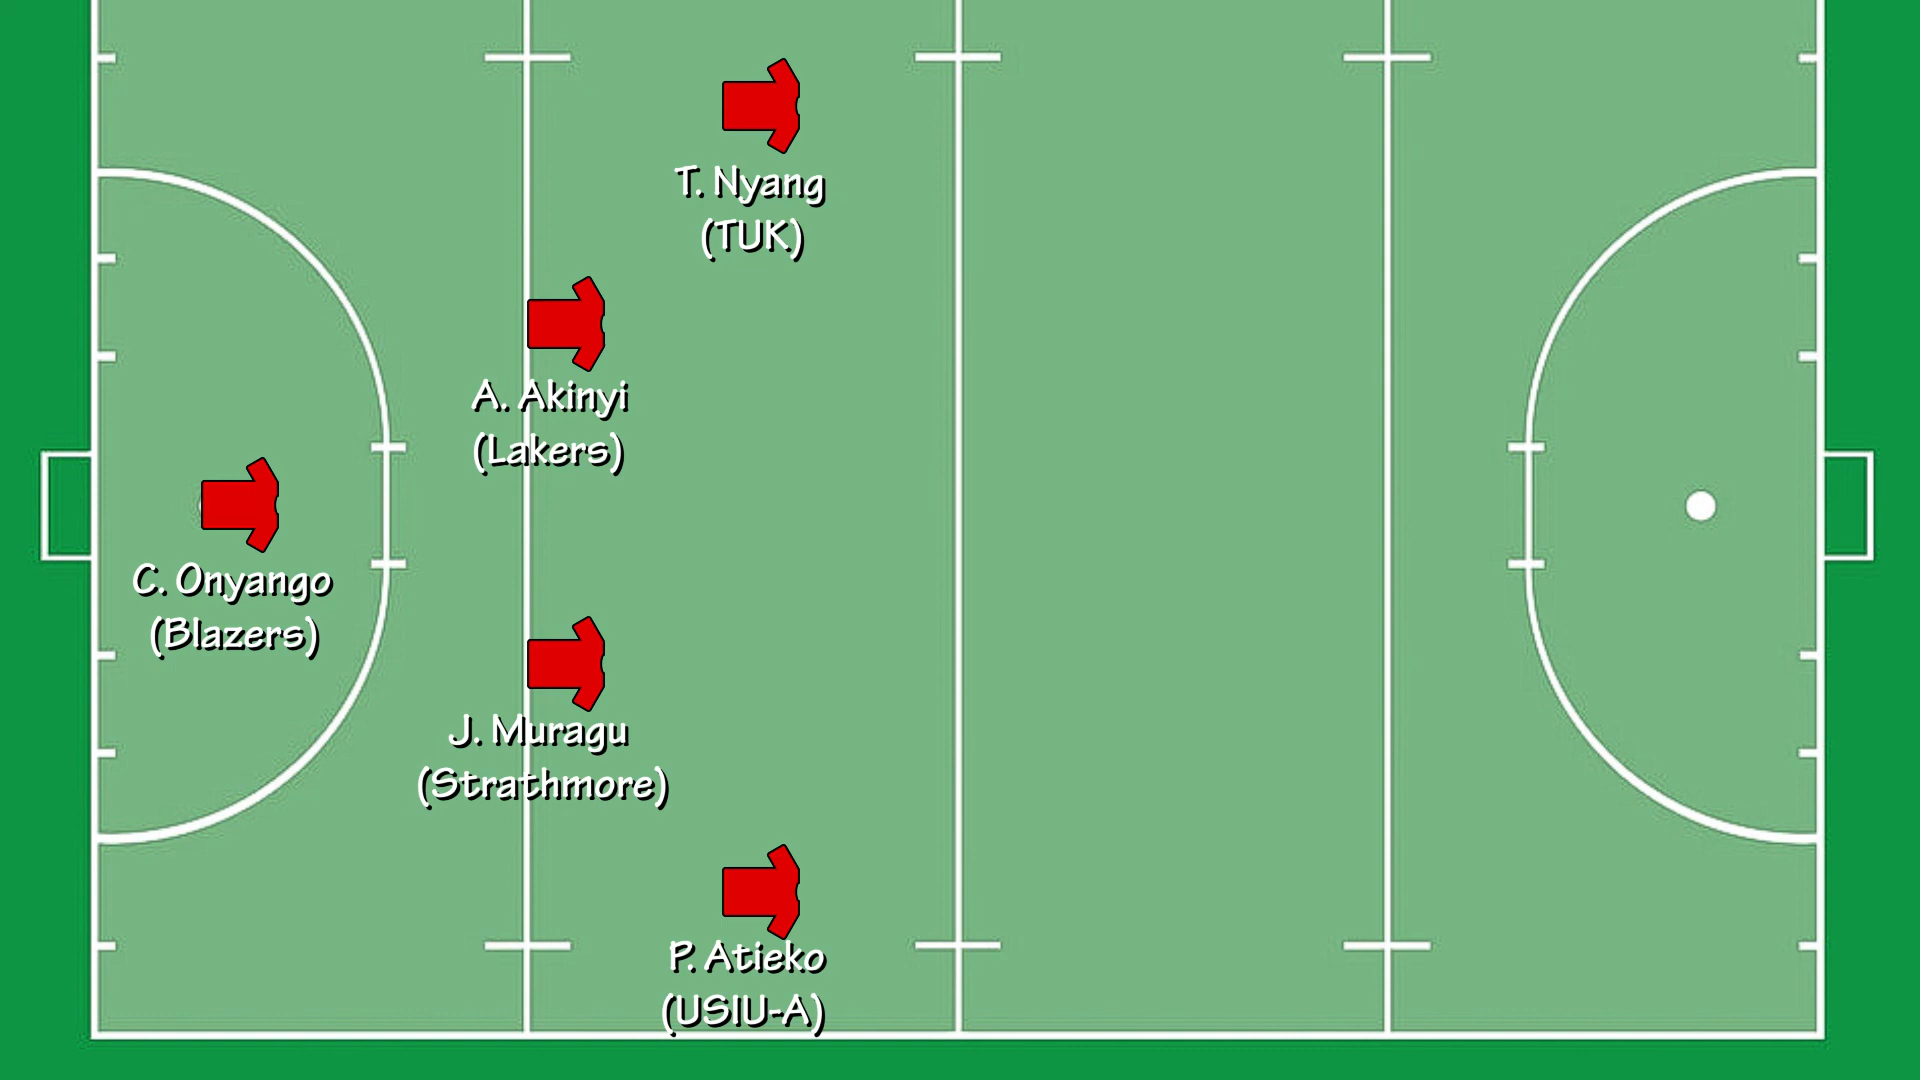 T. Nyang
(TUK)
A. Akinyi
(Lakers)
C. Onyango
(Blazers)
J. Muragu
(Strathmore)
P. Atieko
(USIU-A)